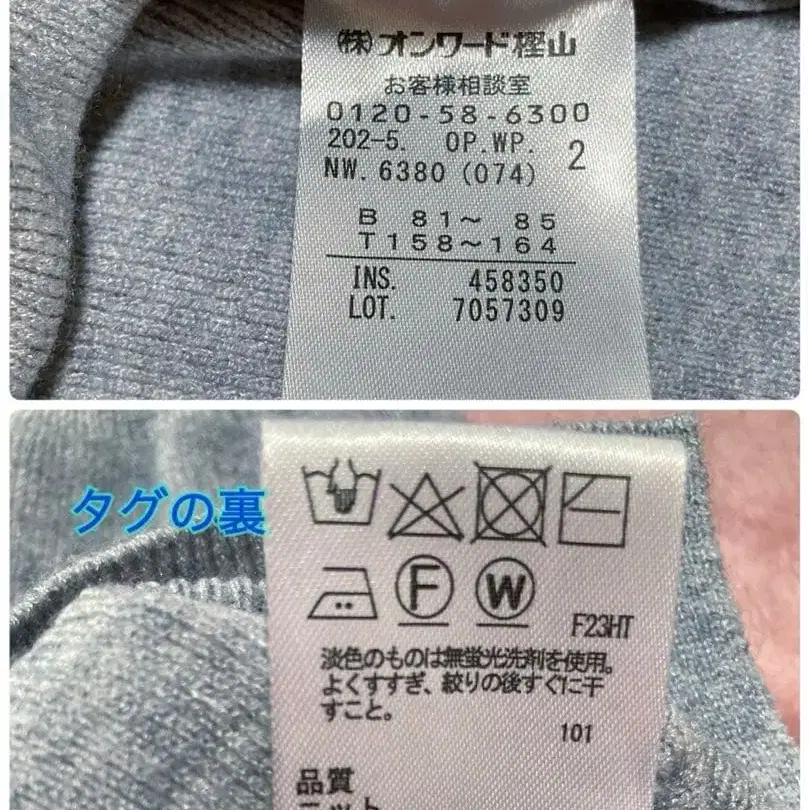 (株)オンワード樫山
お客様相談室
0120-58-6300
202-5. OP.WP. 2
NW. 6380 (074)
B 81～ 85
T158～164
INS. 458350
LOT. 7057309
タグの裏
F W
F23HT
淡色のものは無蛍光洗剤を使用。
よくすすぎ、絞りの後すぐに干
すこと。
101
品質
ニット